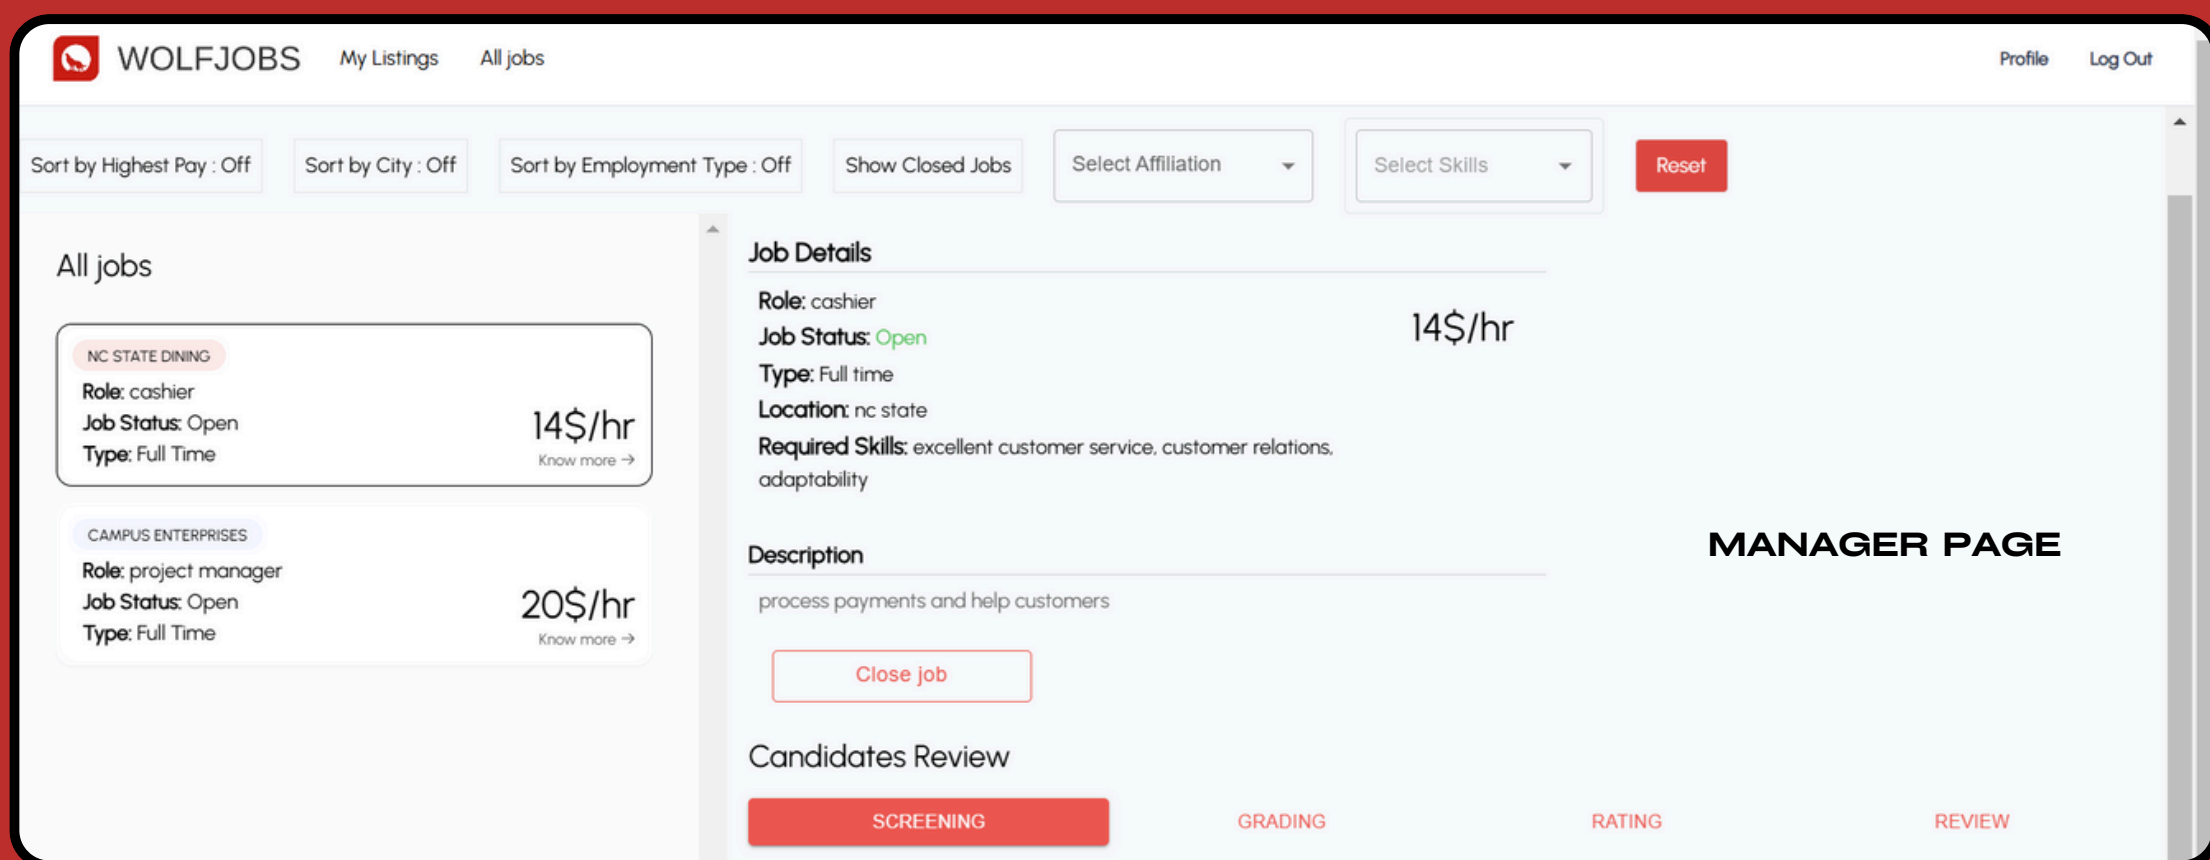 WOLFJOBS My Listings All jobs Profile Log Out
Sort by Highest Pay : Off Sort by City : Off Sort by Employment Type : Off Show Closed Jobs Select Affiliation Select Skills Reset
All jobs
NC STATE DINING
Role: cashier
Job Status: Open
Type: Full Time
14$/hr
Know more →
CAMPUS ENTERPRISES
Role: project manager
Job Status: Open
Type: Full Time
20$/hr
Know more →
Job Details
Role: cashier
Job Status: Open
Type: Full time
Location: nc state
Required Skills: excellent customer service, customer relations,
adaptability
14$/hr
Description
process payments and help customers
Close job
MANAGER PAGE
Candidates Review
SCREENING GRADING RATING REVIEW